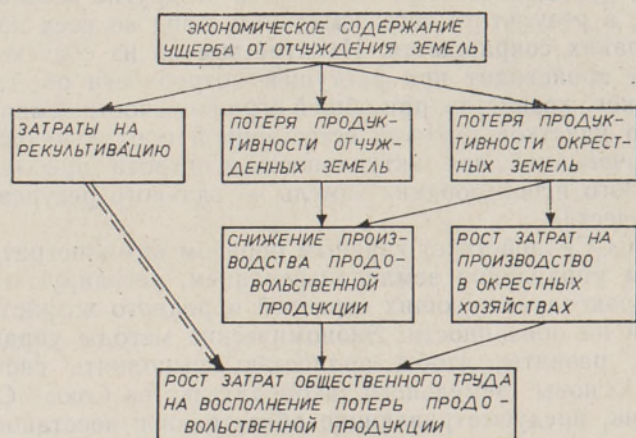 ЭКОНОМИЧЕСКОЕ СОДЕРЖАНИЕ
УЩЕРБА ОТ ОТЧУЖДЕНИЯ ЗЕМЕЛЬ
ЗАТРАТЫ НА
РЕКУЛЬТИВАЦИЮ
ПОТЕРЯ ПРОДУК-
ТИВНОСТИ ОТЧУЖ-
ДЕННЫХ ЗЕМЕЛЬ
ПОТЕРЯ ПРОДУК-
ТИВНОСТИ ОКРЕСТ-
НЫХ ЗЕМЕЛЬ
СНИЖЕНИЕ ПРОИЗ-
ВОДСТВА ПРОДО-
ВОЛЬСТВЕННОЙ
ПРОДУКЦИИ
РОСТ ЗАТРАТ НА
ПРОИЗВОДСТВО
В ОКРЕСТНЫХ
ХОЗЯЙСТВАХ
РОСТ ЗАТРАТ ОБЩЕСТВЕННОГО ТРУДА
НА ВОСПОЛНЕНИЕ ПОТЕРЬ ПРОДО-
ВОЛЬСТВЕННОЙ ПРОДУКЦИИ